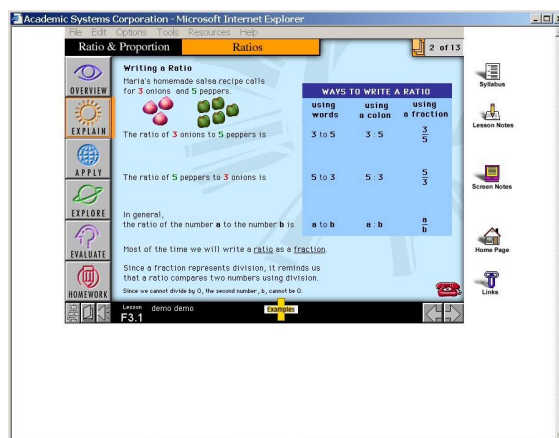 Academic Systems Corporation - Microsoft Internet Explorer
File Edit Options Tools Resources Help
Ratio & Proportion
Ratios
2 of 13
OVERVIEW
EXPLAIN
APPLY
EXPLORE
EVALUATE
HOMEWORK
Writing a Ratio
Maria's homemade salsa recipe calls
for 3 onions and 5 peppers.
The ratio of 3 onions to 5 peppers is
The ratio of 5 peppers to 3 onions is
In general,
the ratio of the number a to the number b is
Most of the time we will write a ratio as a fraction.
Since a fraction represents division, it reminds us
that a ratio compares two numbers using division.
Since we cannot divide by 0, the second number, b, cannot be 0.
WAYS TO WRITE A RATIO
using words using a colon using a fraction
3 to 5 3 : 5 3/5
5 to 3 5 : 3 5/3
a to b a : b a/b
Lesson demo demo
F3.1
Examples
Syllabus
Lesson Notes
Screen Notes
Home Page
Links